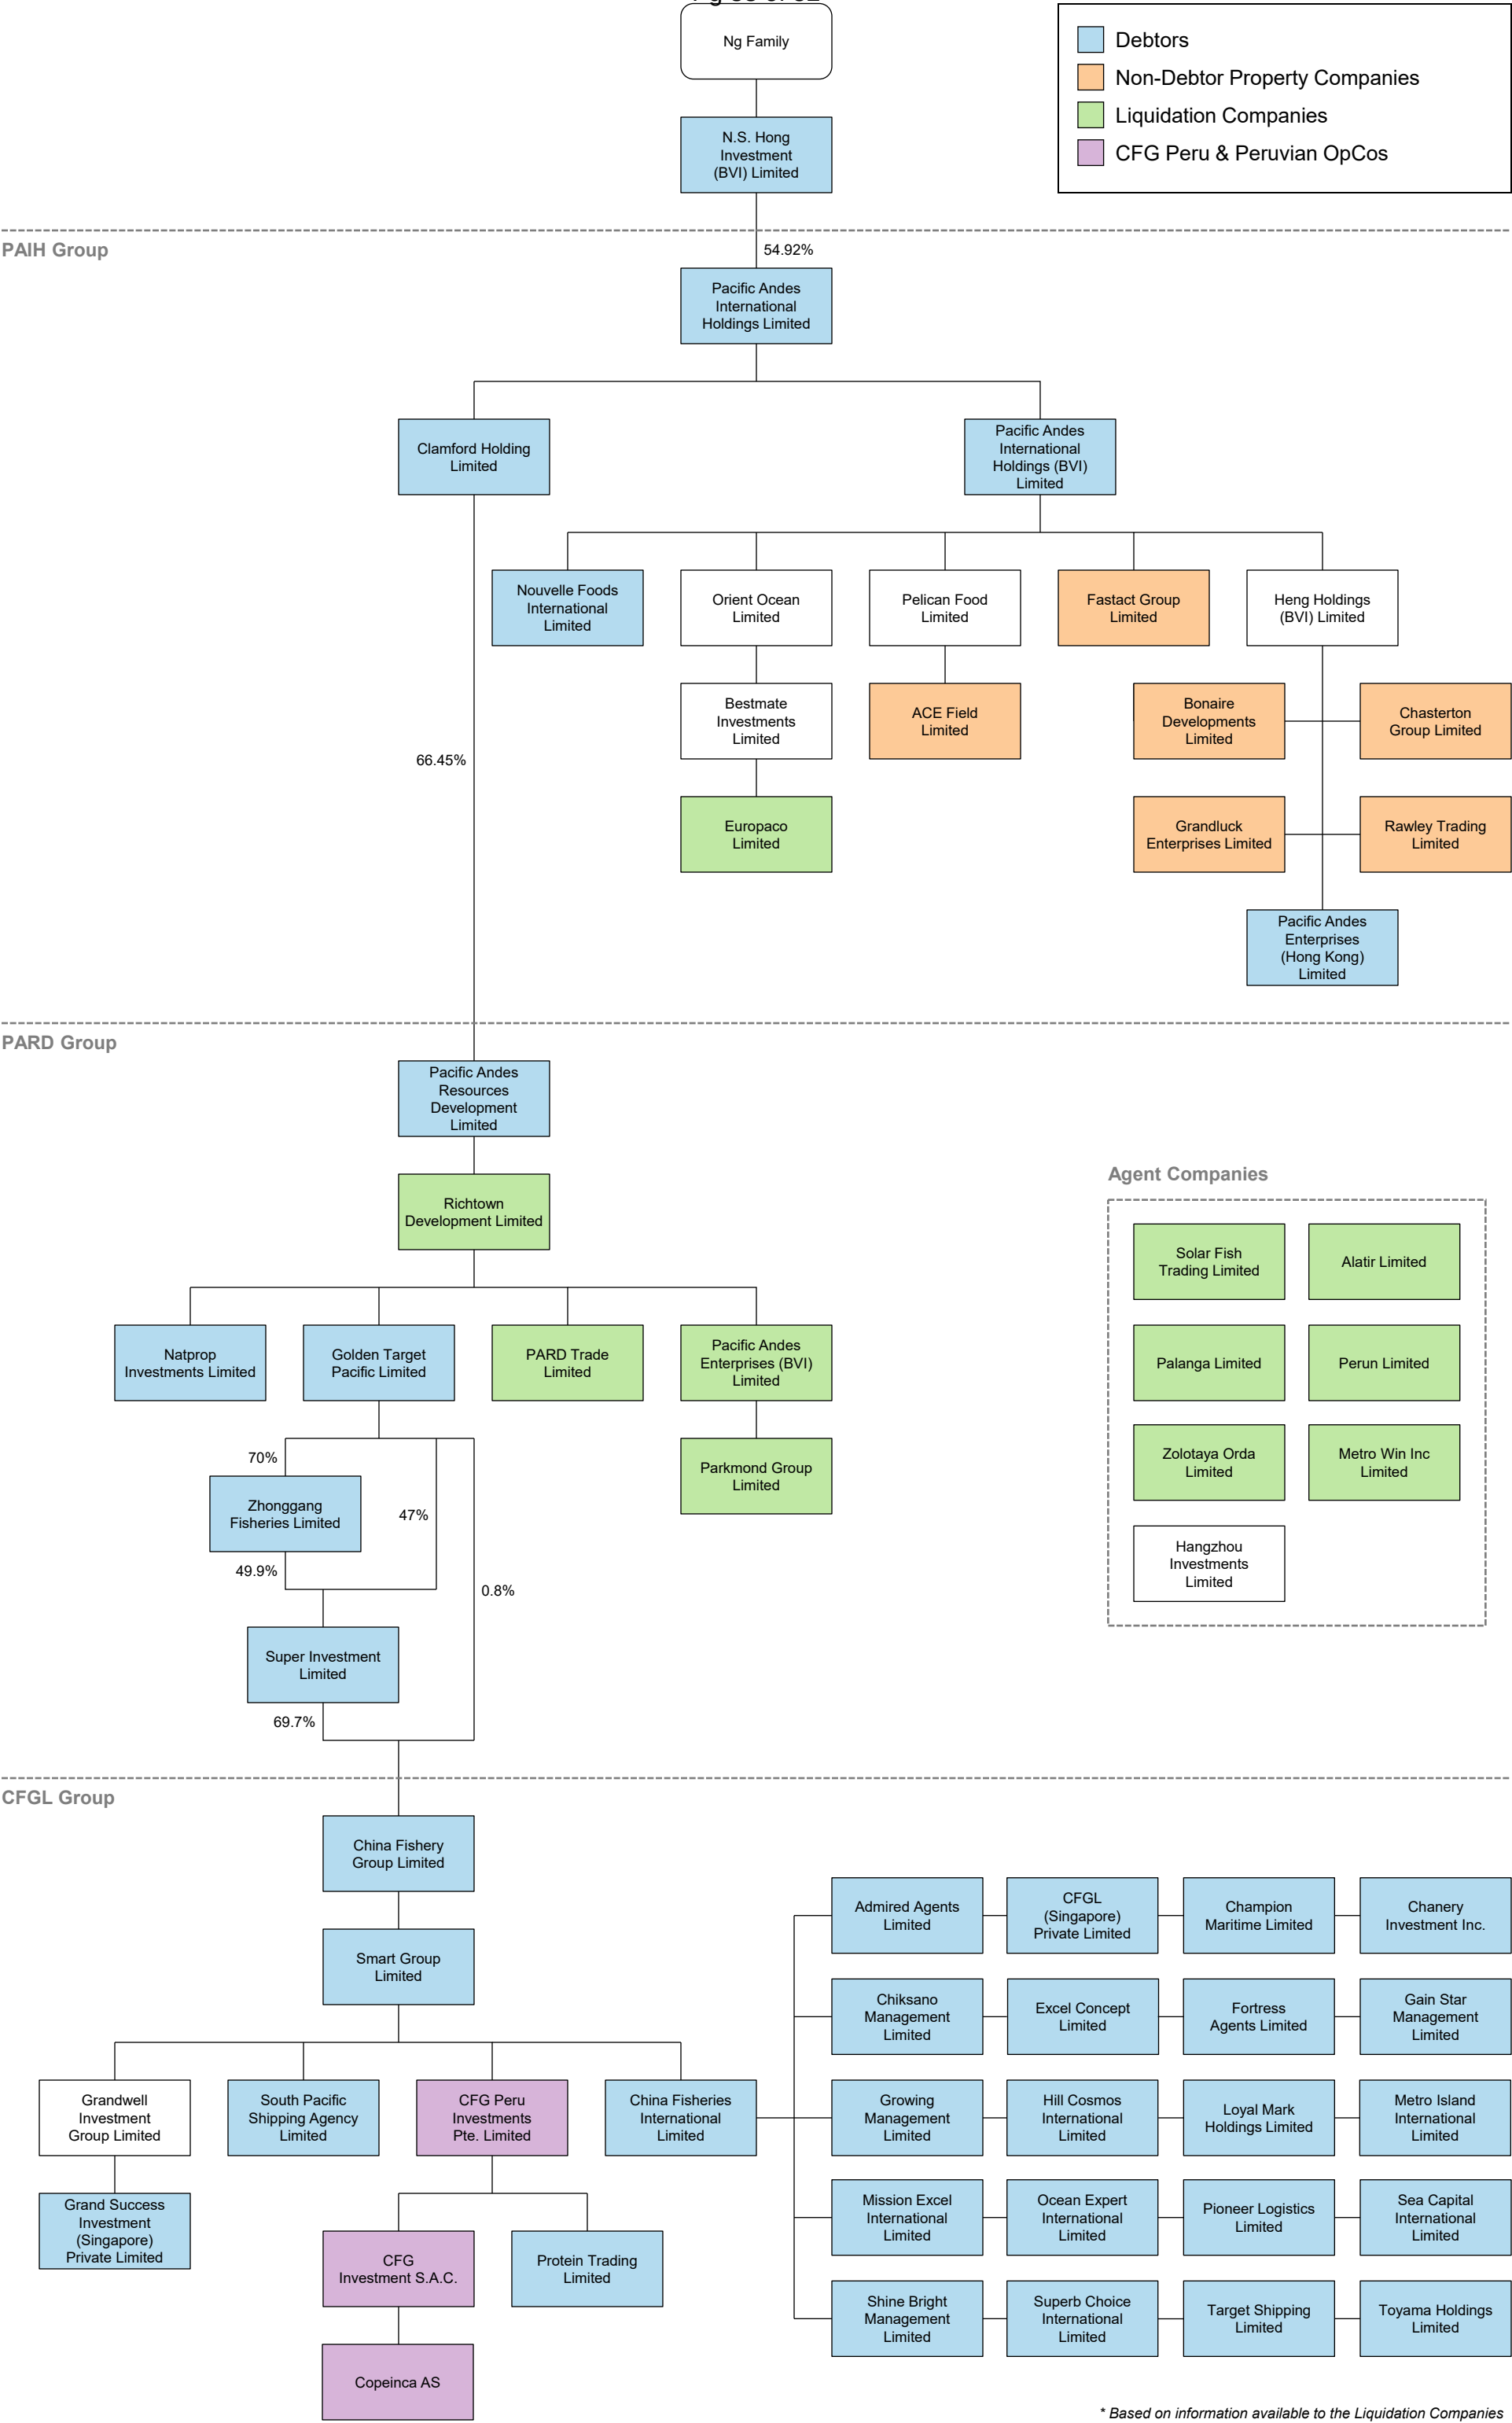 Ng Family
Debtors
Non-Debtor Property Companies
Liquidation Companies
CFG Peru & Peruvian OpCos
N.S. Hong
Investment
(BVI) Limited
PAIH Group
54.92%
Pacific Andes
International
Holdings Limited
Clamford Holding
Limited
Pacific Andes
International
Holdings (BVI)
Limited
Nouvelle Foods
International
Limited
Orient Ocean
Limited
Pelican Food
Limited
Fastact Group
Limited
Heng Holdings
(BVI) Limited
Bestmate
Investments
Limited
ACE Field
Limited
Bonaire
Developments
Limited
Chasterton
Group Limited
66.45%
Europaco
Limited
Grandluck
Enterprises Limited
Rawley Trading
Limited
Pacific Andes
Enterprises
(Hong Kong)
Limited
PARD Group
Pacific Andes
Resources
Development
Limited
Richtown
Development Limited
Natprop
Investments Limited
Golden Target
Pacific Limited
PARD Trade
Limited
Pacific Andes
Enterprises (BVI)
Limited
Parkmond Group
Limited
70%
Zhonggang
Fisheries Limited
47%
49.9%
0.8%
Super Investment
Limited
69.7%
Agent Companies
Solar Fish
Trading Limited
Alatir Limited
Palanga Limited
Perun Limited
Zolotaya Orda
Limited
Metro Win Inc
Limited
Hangzhou
Investments
Limited
CFGL Group
China Fishery
Group Limited
Smart Group
Limited
Grandwell
Investment
Group Limited
South Pacific
Shipping Agency
Limited
CFG Peru
Investments
Pte. Limited
China Fisheries
International
Limited
Grand Success
Investment
(Singapore)
Private Limited
CFG
Investment S.A.C.
Protein Trading
Limited
Copeinca AS
Admired Agents
Limited
CFGL
(Singapore)
Private Limited
Champion
Maritime Limited
Chanery
Investment Inc.
Chiksano
Management
Limited
Excel Concept
Limited
Fortress
Agents Limited
Gain Star
Management
Limited
Growing
Management
Limited
Hill Cosmos
International
Limited
Loyal Mark
Holdings Limited
Metro Island
International
Limited
Mission Excel
International
Limited
Ocean Expert
International
Limited
Pioneer Logistics
Limited
Sea Capital
International
Limited
Shine Bright
Management
Limited
Superb Choice
International
Limited
Target Shipping
Limited
Toyama Holdings
Limited
* Based on information available to the Liquidation Companies